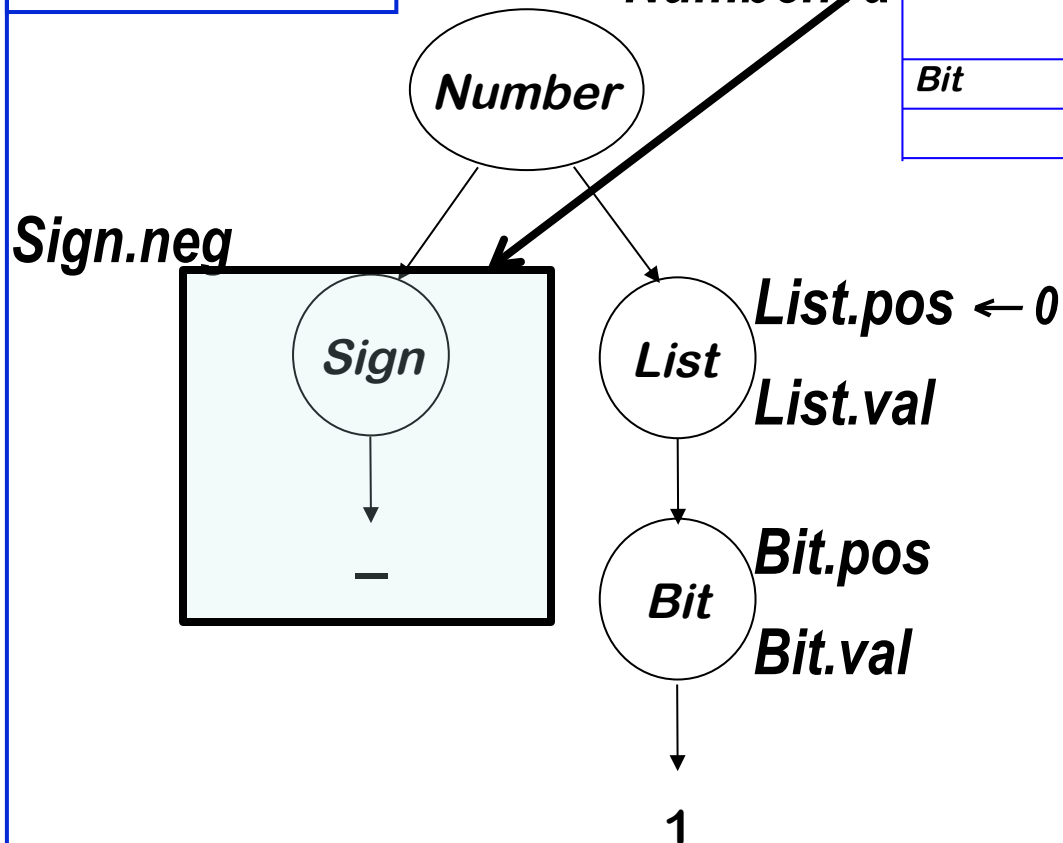 Bit
Number
Sign.neg
List.pos ← 0
Sign
List
List.val
Bit.pos
–
Bit
Bit.val
1